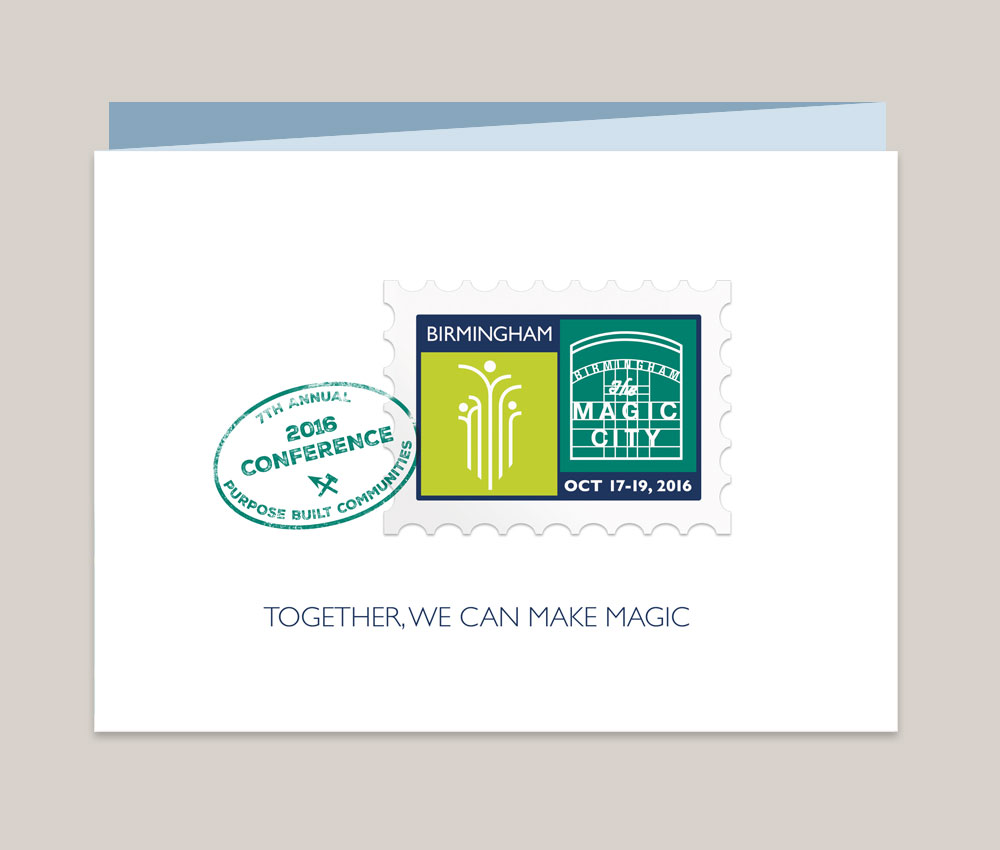 BIRMINGHAM
BIRMINGHAM
The
MAGIC
CITY
OCT 17-19, 2016
7TH ANNUAL
2016
CONFERENCE
PURPOSE BUILT COMMUNITIES
TOGETHER, WE CAN MAKE MAGIC